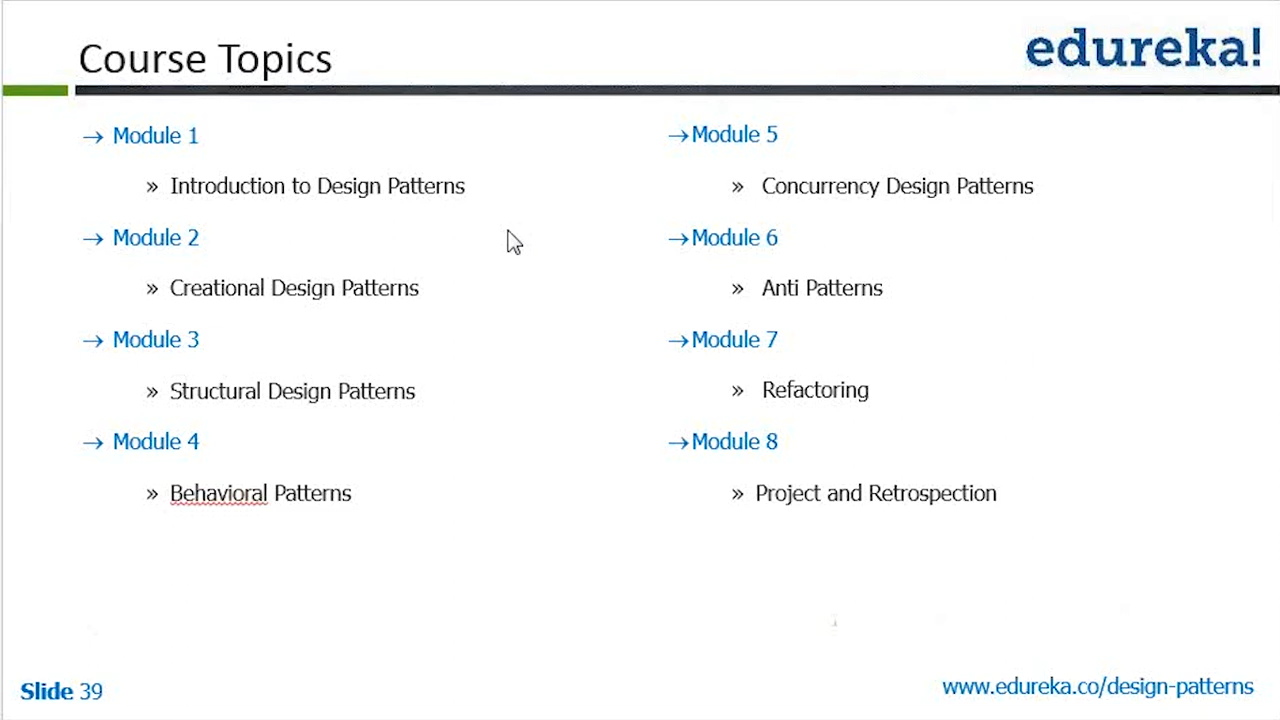 Course Topics
edureka!
→ Module 1
» Introduction to Design Patterns
→ Module 2
» Creational Design Patterns
→ Module 3
» Structural Design Patterns
→ Module 4
» Behavioral Patterns
→Module 5
» Concurrency Design Patterns
→Module 6
» Anti Patterns
→Module 7
» Refactoring
→Module 8
» Project and Retrospection
Slide 39
www.edureka.co/design-patterns